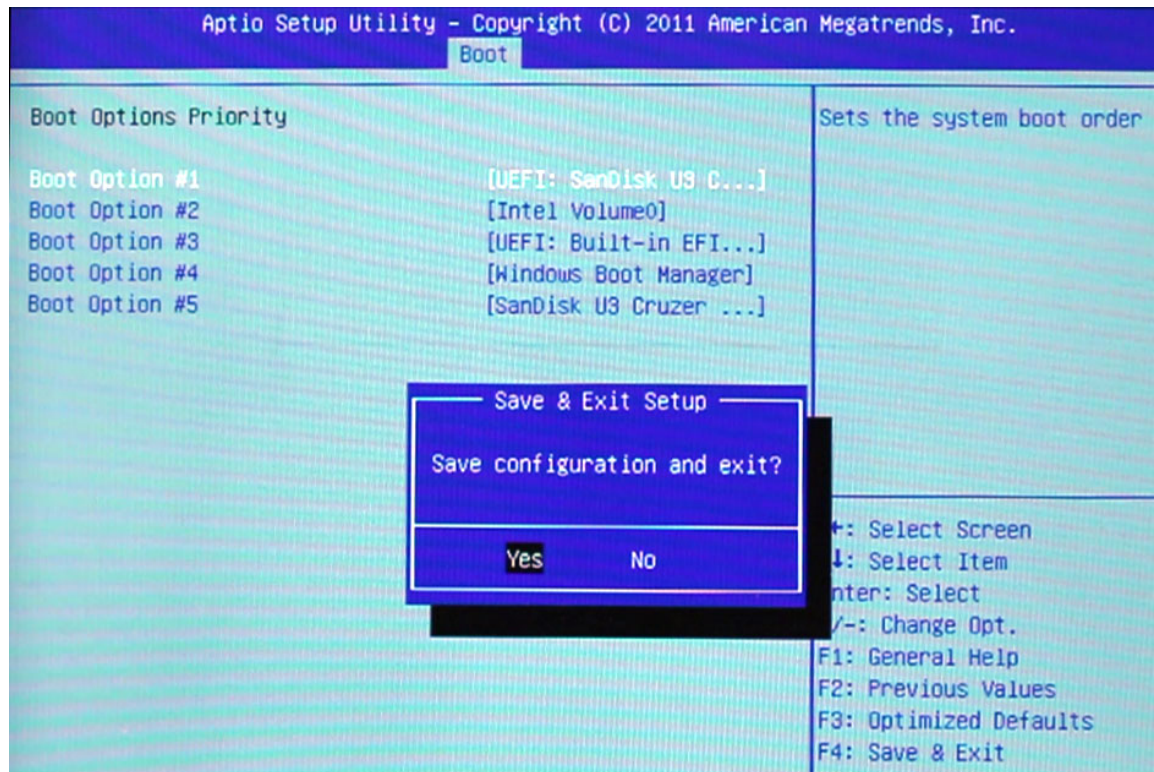 Aptio Setup Utility – Copyright (C) 2011 American Megatrends, Inc.
Boot
Boot Options Priority
Boot Option #1 [UEFI: SanDisk U3 C...]
Boot Option #2 [Intel Volume0]
Boot Option #3 [UEFI: Built-in EFI...]
Boot Option #4 [Windows Boot Manager]
Boot Option #5 [SanDisk U3 Cruzer ...]
Sets the system boot order
Save & Exit Setup
Save configuration and exit?
Yes No
: Select Screen
: Select Item
nter: Select
/-: Change Opt.
F1: General Help
F2: Previous Values
F3: Optimized Defaults
F4: Save & Exit